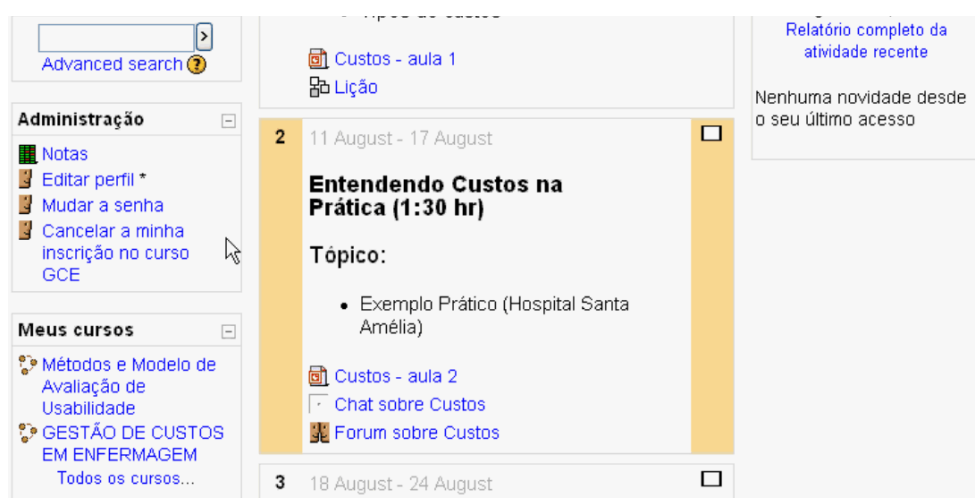 Advanced search
Administração
Notas
Editar perfil *
Mudar a senha
Cancelar a minha
inscrição no curso
GCE
Meus cursos
Métodos e Modelo de
Avaliação de
Usabilidade
GESTÃO DE CUSTOS
EM ENFERMAGEM
Todos os cursos...
Custos - aula 1
Lição
2 11 August - 17 August
Entendendo Custos na
Prática (1:30 hr)
Tópico:
• Exemplo Prático (Hospital Santa
Amélia)
Custos - aula 2
Chat sobre Custos
Forum sobre Custos
3 18 August - 24 August
Relatório completo da
atividade recente
Nenhuma novidade desde
o seu último acesso